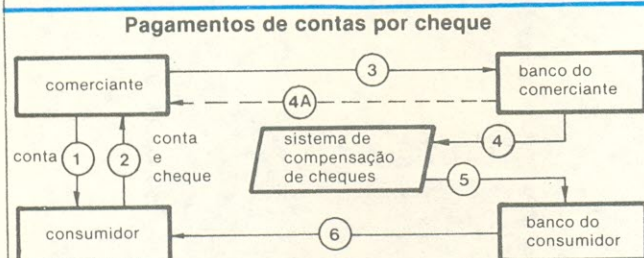 Pagamentos de contas por cheque
comerciante
3
banco do
comerciante
4A
conta
1
2
conta
e
cheque
sistema de
compensação
de cheques
4
5
consumidor
6
banco do
consumidor